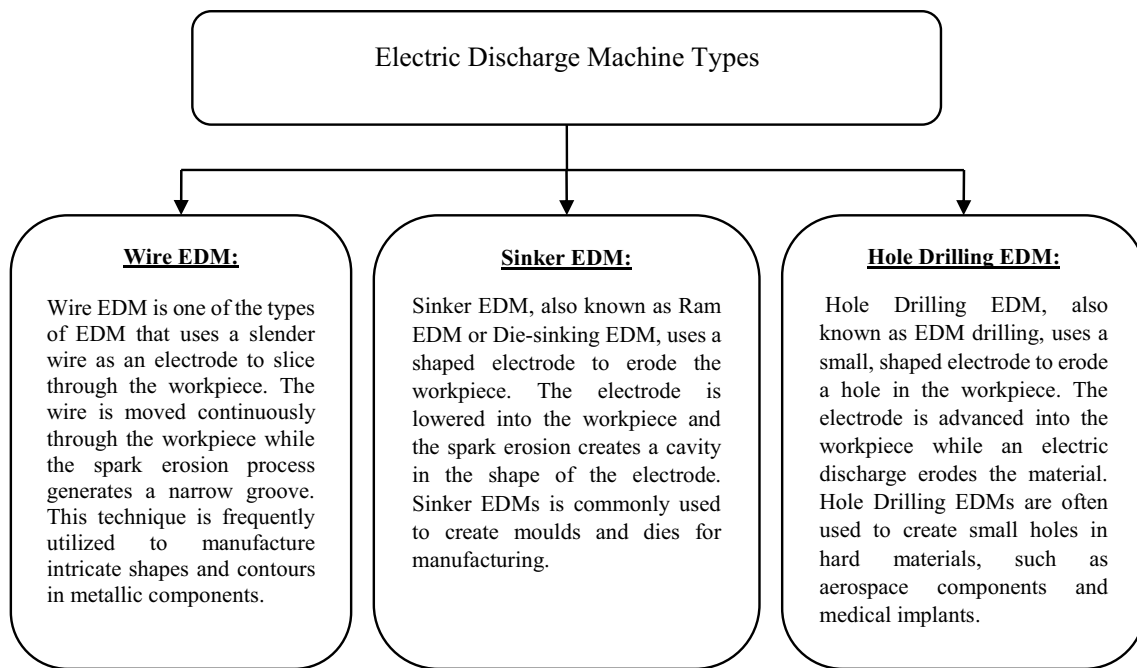 Electric Discharge Machine Types
Wire EDM:
Wire EDM is one of the types
of EDM that uses a slender
wire as an electrode to slice
through the workpiece. The
wire is moved continuously
through the workpiece while
the spark erosion process
generates a narrow groove.
This technique is frequently
utilized to manufacture
intricate shapes and contours
in metallic components.
Sinker EDM:
Sinker EDM, also known as Ram
EDM or Die-sinking EDM, uses a
shaped electrode to erode the
workpiece. The electrode is
lowered into the workpiece and
the spark erosion creates a cavity
in the shape of the electrode.
Sinker EDMs is commonly used
to create moulds and dies for
manufacturing.
Hole Drilling EDM:
Hole Drilling EDM, also
known as EDM drilling, uses a
small, shaped electrode to erode
a hole in the workpiece. The
electrode is advanced into the
workpiece while an electric
discharge erodes the material.
Hole Drilling EDMs are often
used to create small holes in
hard materials, such as
aerospace components and
medical implants.